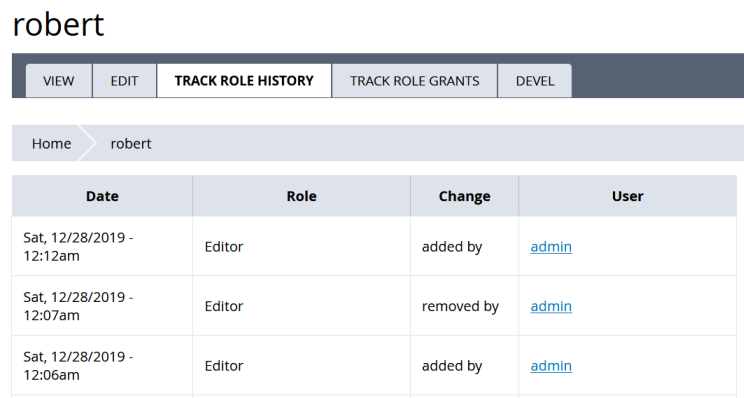 robert
VIEW EDIT TRACK ROLE HISTORY TRACK ROLE GRANTS DEVEL
Home robert
Date Role Change User
Sat, 12/28/2019 -
12:12am Editor added by admin
Sat, 12/28/2019 -
12:07am Editor removed by admin
Sat, 12/28/2019 -
12:06am Editor added by admin